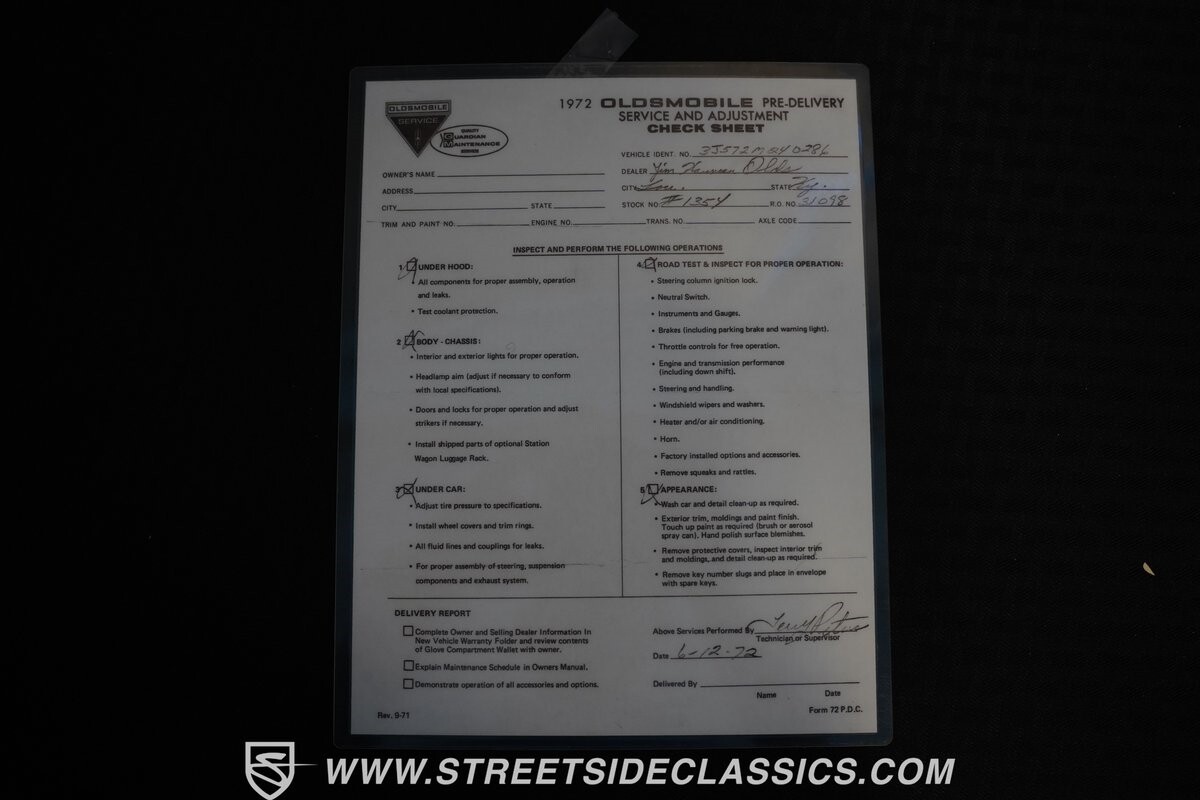 OLDSMOBILE
SERVICE
QUALITY
GUARDIAN
MAINTENANCE
SERVICE
1972 OLDSMOBILE PRE-DELIVERY
SERVICE AND ADJUSTMENT
CHECK SHEET
VEHICLE IDENT. NO.
DEALER Jim Olds
CITY Lou. STATE Ky.
STOCK NO. #1354 R.O. NO. 31098
OWNER'S NAME
ADDRESS
CITY STATE
TRIM AND PAINT NO. ENGINE NO. TRANS. NO. AXLE CODE
INSPECT AND PERFORM THE FOLLOWING OPERATIONS
1 UNDER HOOD:
• All components for proper assembly, operation
and leaks.
• Test coolant protection.
2 BODY - CHASSIS:
• Interior and exterior lights for proper operation.
• Headlamp aim (adjust if necessary to conform
with local specifications).
• Doors and locks for proper operation and adjust
strikers if necessary.
• Install shipped parts of optional Station
Wagon Luggage Rack.
3 UNDER CAR:
• Adjust tire pressure to specifications.
• Install wheel covers and trim rings.
• All fluid lines and couplings for leaks.
• For proper assembly of steering, suspension
components and exhaust system.
4 ROAD TEST & INSPECT FOR PROPER OPERATION:
• Steering column ignition lock.
• Neutral Switch.
• Instruments and Gauges.
• Brakes (including parking brake and warning light).
• Throttle controls for free operation.
• Engine and transmission performance
(including down shift).
• Steering and handling.
• Windshield wipers and washers.
• Heater and/or air conditioning.
• Horn.
• Factory installed options and accessories.
• Remove squeaks and rattles.
5 APPEARANCE:
• Wash car and detail clean-up as required.
• Exterior trim, moldings and paint finish.
Touch up paint as required (brush or aerosol
spray can). Hand polish surface blemishes.
• Remove protective covers, inspect interior trim
and moldings, and detail clean-up as required.
• Remove key number slugs and place in envelope
with spare keys.
DELIVERY REPORT
Complete Owner and Selling Dealer Information In
New Vehicle Warranty Folder and review contents
of Glove Compartment Wallet with owner.
Explain Maintenance Schedule in Owners Manual.
Demonstrate operation of all accessories and options.
Rev. 9-71
Above Services Performed By
Technician or Supervisor
Date 6-12-72
Delivered By
Name Date
Form 72 P.D.C.
WWW.STREETSIDECLASSICS.COM